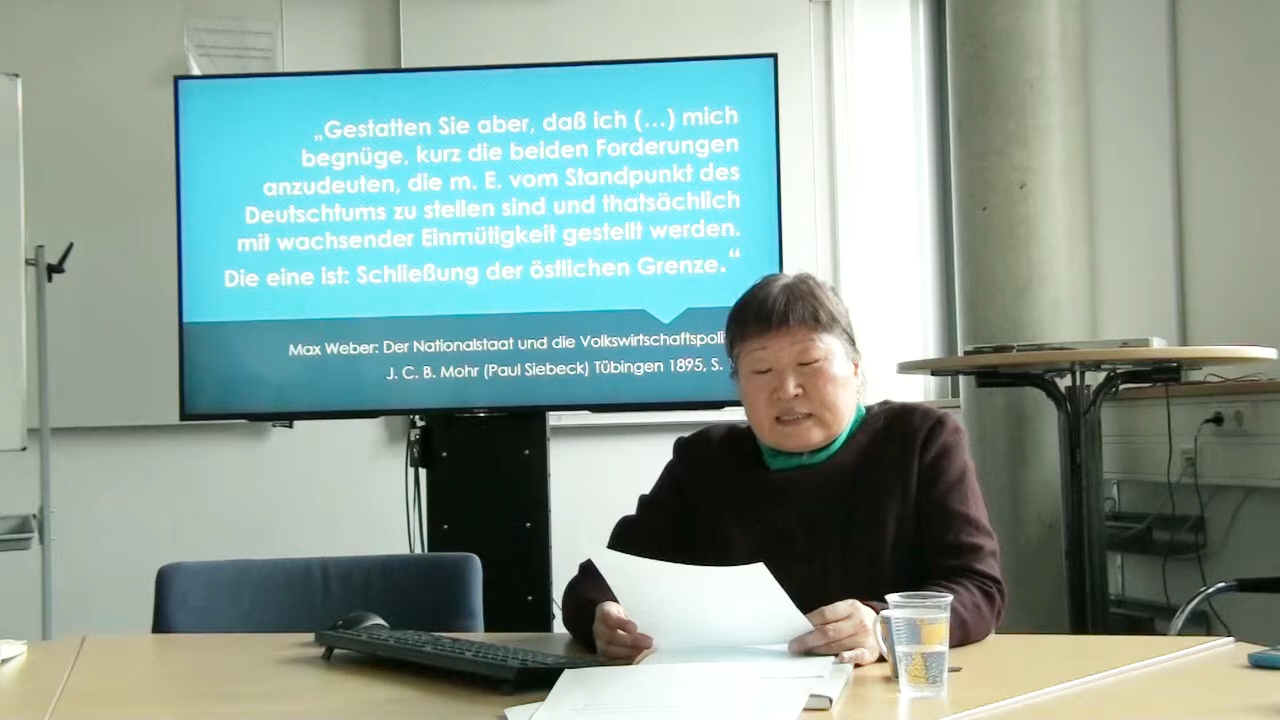 „Gestatten Sie aber, daß ich (...) mich
begnüge, kurz die beiden Forderungen
anzudeuten, die m. E. vom Standpunkt des
Deutschtums zu stellen sind und thatsächlich
mit wachsender Einmütigkeit gestellt werden.
Die eine ist: Schließung der östlichen Grenze.“
Max Weber: Der Nationalstaat und die Volkswirtschaftspoli
J. C. B. Mohr (Paul Siebeck) Tübingen 1895, S.